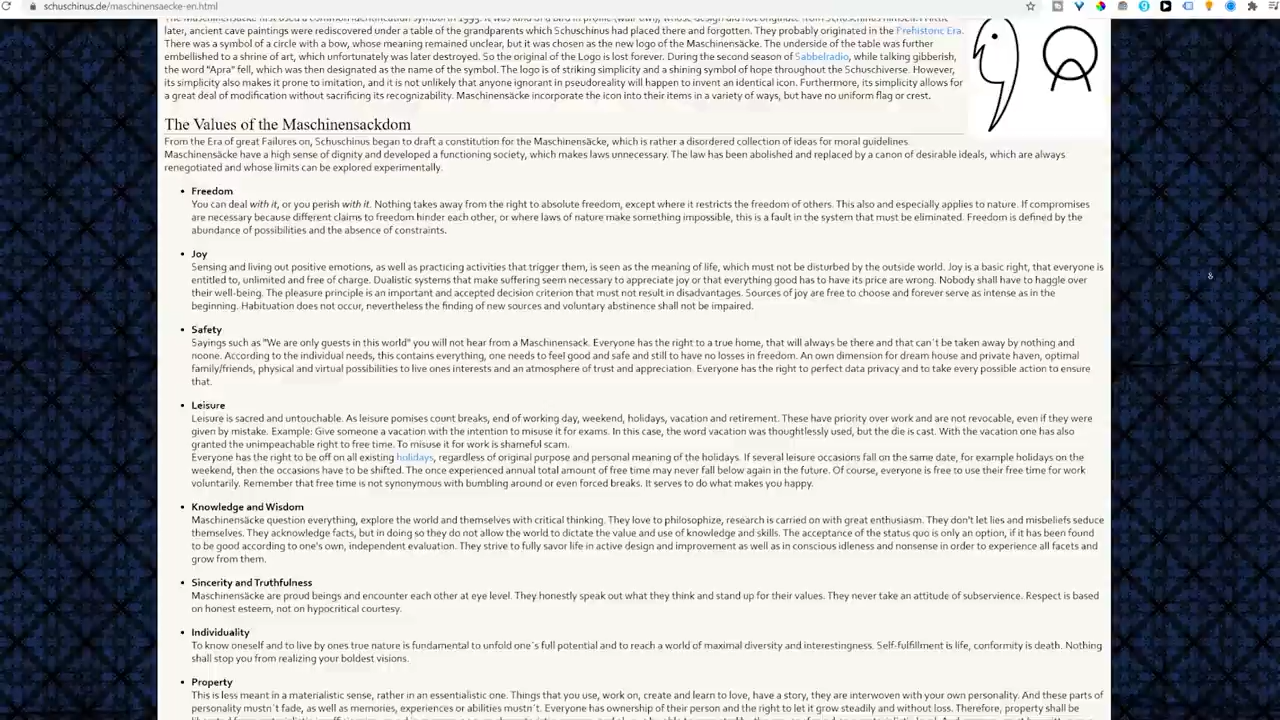 schuschinus.de/maschinensaecke-en.html
later, ancient cave paintings were rediscovered under a table of the grandparents which Schuschinus had placed there and forgotten. They probably originated in the Prehistoric Era.
There was a symbol of a circle with a bow, whose meaning remained unclear, but it was chosen as the new logo of the Maschinensäcke. The underside of the table was further
embellished to a shrine of art, which unfortunately was later destroyed. So the original of the Logo is lost forever. During the second season of Sabbelradio, while talking gibberish,
the word "Apra" fell, which was then designated as the name of the symbol. The logo is of striking simplicity and a shining symbol of hope throughout the Schuschiverse. However,
its simplicity also makes it prone to imitation, and it is not unlikely that anyone ignorant in pseudoreality will happen to invent an identical icon. Furthermore, its simplicity allows for
a great deal of modification without sacrificing its recognizability. Maschinensäcke incorporate the icon into their items in a variety of ways, but have no uniform flag or crest.
The Values of the Maschinensackdom
From the Era of great Failures on, Schuschinus began to draft a constitution for the Maschinensäcke, which is rather a disordered collection of ideas for moral guidelines.
Maschinensäcke have a high sense of dignity and developed a functioning society, which makes laws unnecessary. The law has been abolished and replaced by a canon of desirable ideals, which are always
renegotiated and whose limits can be explored experimentally.
• Freedom
You can deal with it, or you perish with it. Nothing takes away from the right to absolute freedom, except where it restricts the freedom of others. This also and especially applies to nature. If compromises
are necessary because different claims to freedom hinder each other, or where laws of nature make something impossible, this is a fault in the system that must be eliminated. Freedom is defined by the
abundance of possibilities and the absence of constraints.
• Joy
Sensing and living out positive emotions, as well as practicing activities that trigger them, is seen as the meaning of life, which must not be disturbed by the outside world. Joy is a basic right, that everyone is
entitled to, unlimited and free of charge. Dualistic systems that make suffering seem necessary to appreciate joy or that everything good has to have its price are wrong. Nobody shall have to haggle over
their well-being. The pleasure principle is an important and accepted decision criterion that must not result in disadvantages. Sources of joy are free to choose and forever serve as intense as in the
beginning. Habituation does not occur, nevertheless the finding of new sources and voluntary abstinence shall not be impaired.
• Safety
Sayings such as "We are only guests in this world" you will not hear from a Maschinensack. Everyone has the right to a true home, that will always be there and that can´t be taken away by nothing and
noone. According to the individual needs, this contains everything, one needs to feel good and safe and still to have no losses in freedom. An own dimension for dream house and private haven, optimal
family/friends, physical and virtual possibilities to live ones interests and an atmosphere of trust and appreciation. Everyone has the right to perfect data privacy and to take every possible action to ensure
that.
• Leisure
Leisure is sacred and untouchable. As leisure pomises count breaks, end of working day, weekend, holidays, vacation and retirement. These have priority over work and are not revocable, even if they were
given by mistake. Example: Give someone a vacation with the intention to misuse it for exams. In this case, the word vacation was thoughtlessly used, but the die is cast. With the vacation one has also
granted the unimpeachable right to free time. To misuse it for work is shameful scam.
Everyone has the right to be off on all existing holidays, regardless of original purpose and personal meaning of the holidays. If several leisure occasions fall on the same date, for example holidays on the
weekend, then the occasions have to be shifted. The once experienced annual total amount of free time may never fall below again in the future. Of course, everyone is free to use their free time for work
voluntarily. Remember that free time is not synonymous with bumbling around or even forced breaks. It serves to do what makes you happy.
• Knowledge and Wisdom
Maschinensäcke question everything, explore the world and themselves with critical thinking. They love to philosophize, research is carried on with great enthusiasm. They don't let lies and misbeliefs seduce
themselves. They acknowledge facts, but in doing so they do not allow the world to dictate the value and use of knowledge and skills. The acceptance of the status quo is only an option, if it has been found
to be good according to one's own, independent evaluation. They strive to fully savor life in active design and improvement as well as in conscious idleness and nonsense in order to experience all facets and
grow from them.
• Sincerity and Truthfulness
Maschinensäcke are proud beings and encounter each other at eye level. They honestly speak out what they think and stand up for their values. They never take an attitude of subservience. Respect is based
on honest esteem, not on hypocritical courtesy.
• Individuality
To know oneself and to live by ones true nature is fundamental to unfold one´s full potential and to reach a world of maximal diversity and interestingness. Self-fulfillment is life, conformity is death. Nothing
shall stop you from realizing your boldest visions.
• Property
This is less meant in a materialistic sense, rather in an essentialistic one. Things that you use, work on, create and learn to love, have a story, they are interwoven with your own personality. And these parts of
personality mustn´t fade, as well as memories, experiences or abilities mustn´t. Everyone has ownership of their person and the right to let it grow steadily and without loss. Therefore, property shall be